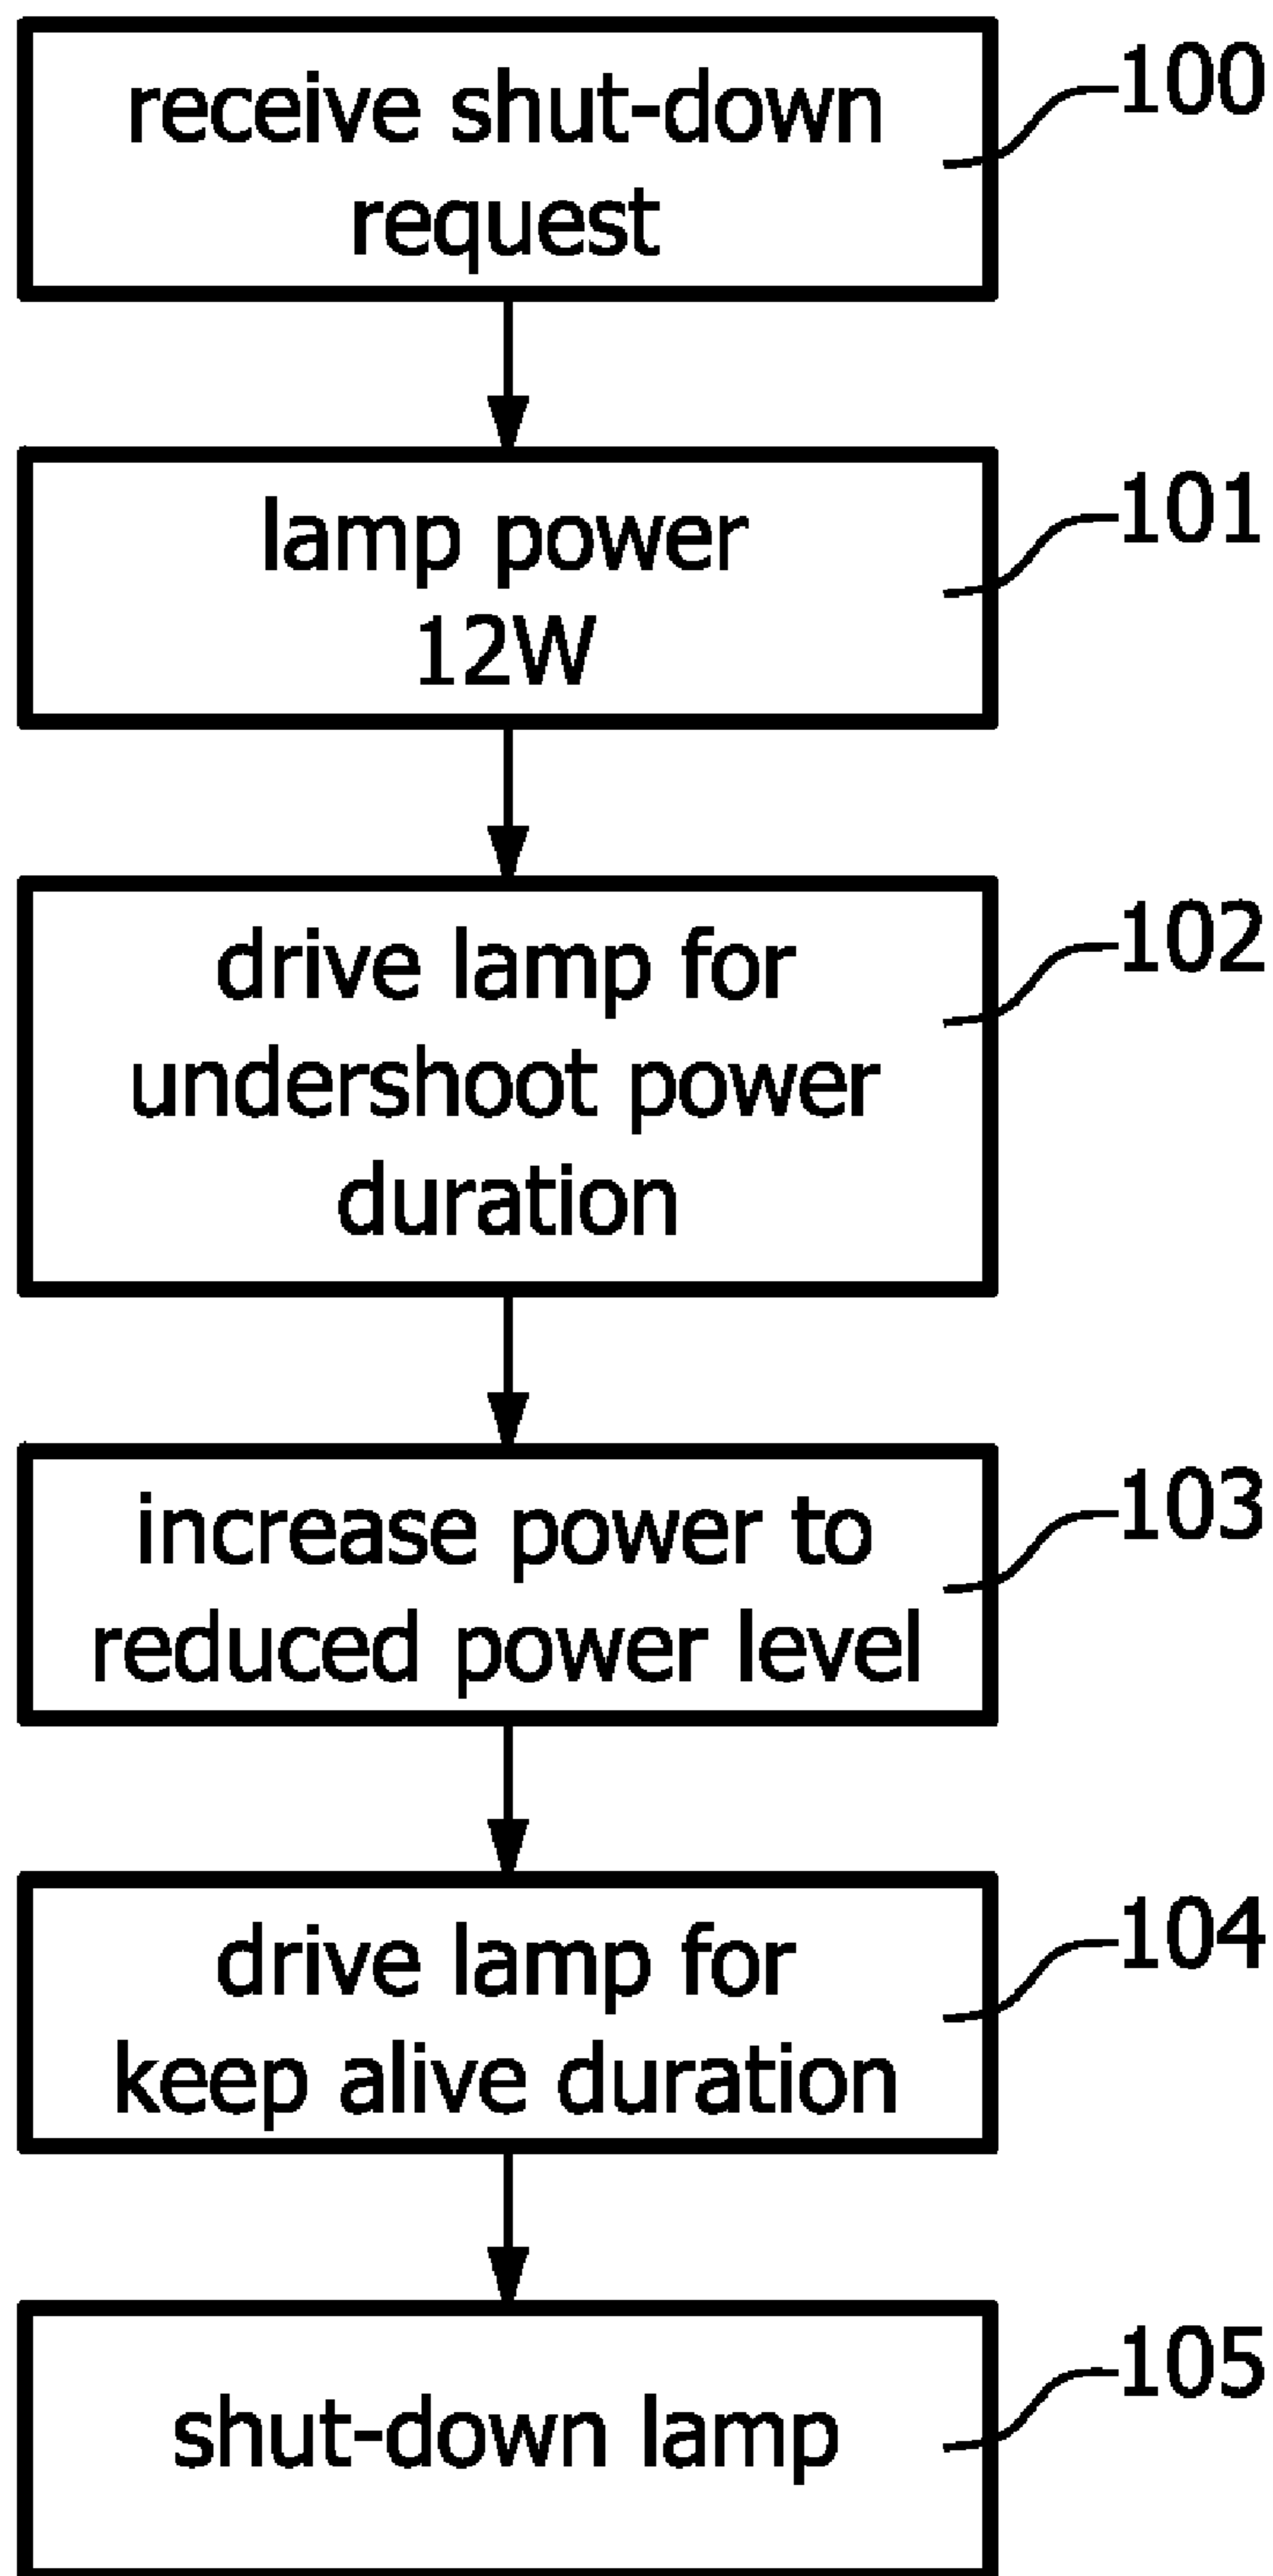 receive shut-down
request
100
lamp power
12W
101
drive lamp for
undershoot power
duration
102
increase power to
reduced power level
103
drive lamp for
keep alive duration
104
shut-down lamp
105